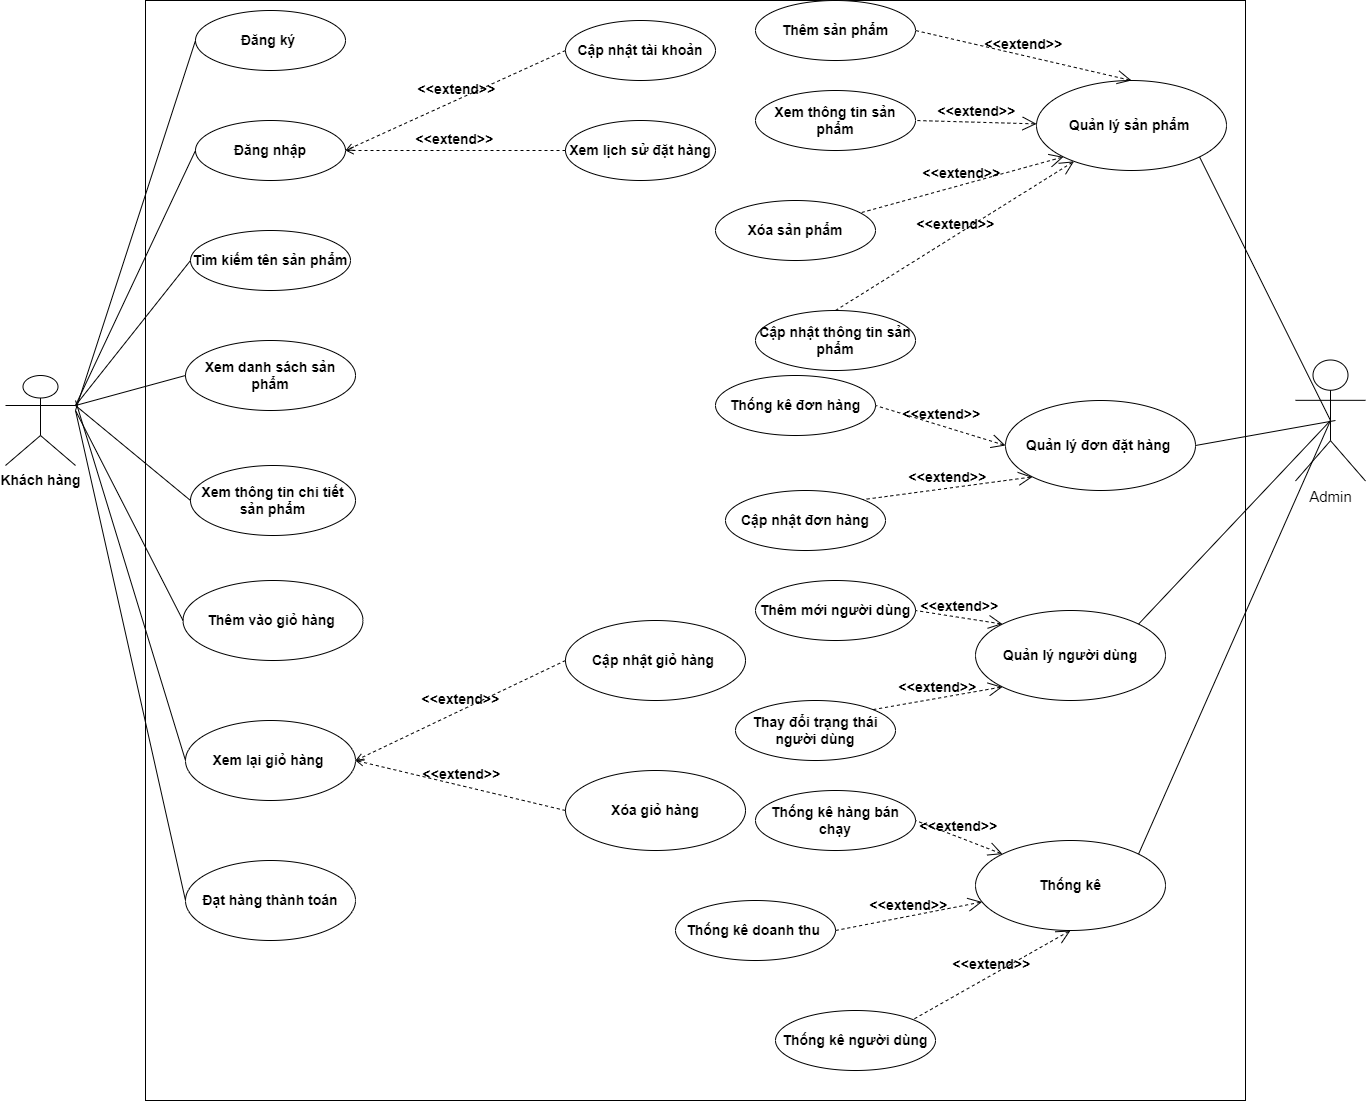 Đăng ký
Đăng nhập
Tìm kiếm tên sản phẩm
Xem danh sách sản
phẩm
Khách hàng
Xem thông tin chi tiết
sản phẩm
Thêm vào giỏ hàng
Xem lại giỏ hàng
Đặt hàng thành toán
Cập nhật tài khoản
<<extend>>
<<extend>>
Xem lịch sử đặt hàng
Cập nhật giỏ hàng
<<extend>>
<<extend>>
Xóa giỏ hàng
Thêm sản phẩm
<<extend>>
Xem thông tin sản
phẩm
<<extend>>
Quản lý sản phẩm
<<extend>>
Xóa sản phẩm
<<extend>>
Cập nhật thông tin sản
phẩm
Thống kê đơn hàng
<<extend>>
Quản lý đơn đặt hàng
<<extend>>
Cập nhật đơn hàng
Admin
Thêm mới người dùng
<<extend>>
Quản lý người dùng
<<extend>>
Thay đổi trạng thái
người dùng
Thống kê hàng bán
chạy
<<extend>>
Thống kê
<<extend>>
Thống kê doanh thu
<<extend>>
Thống kê người dùng